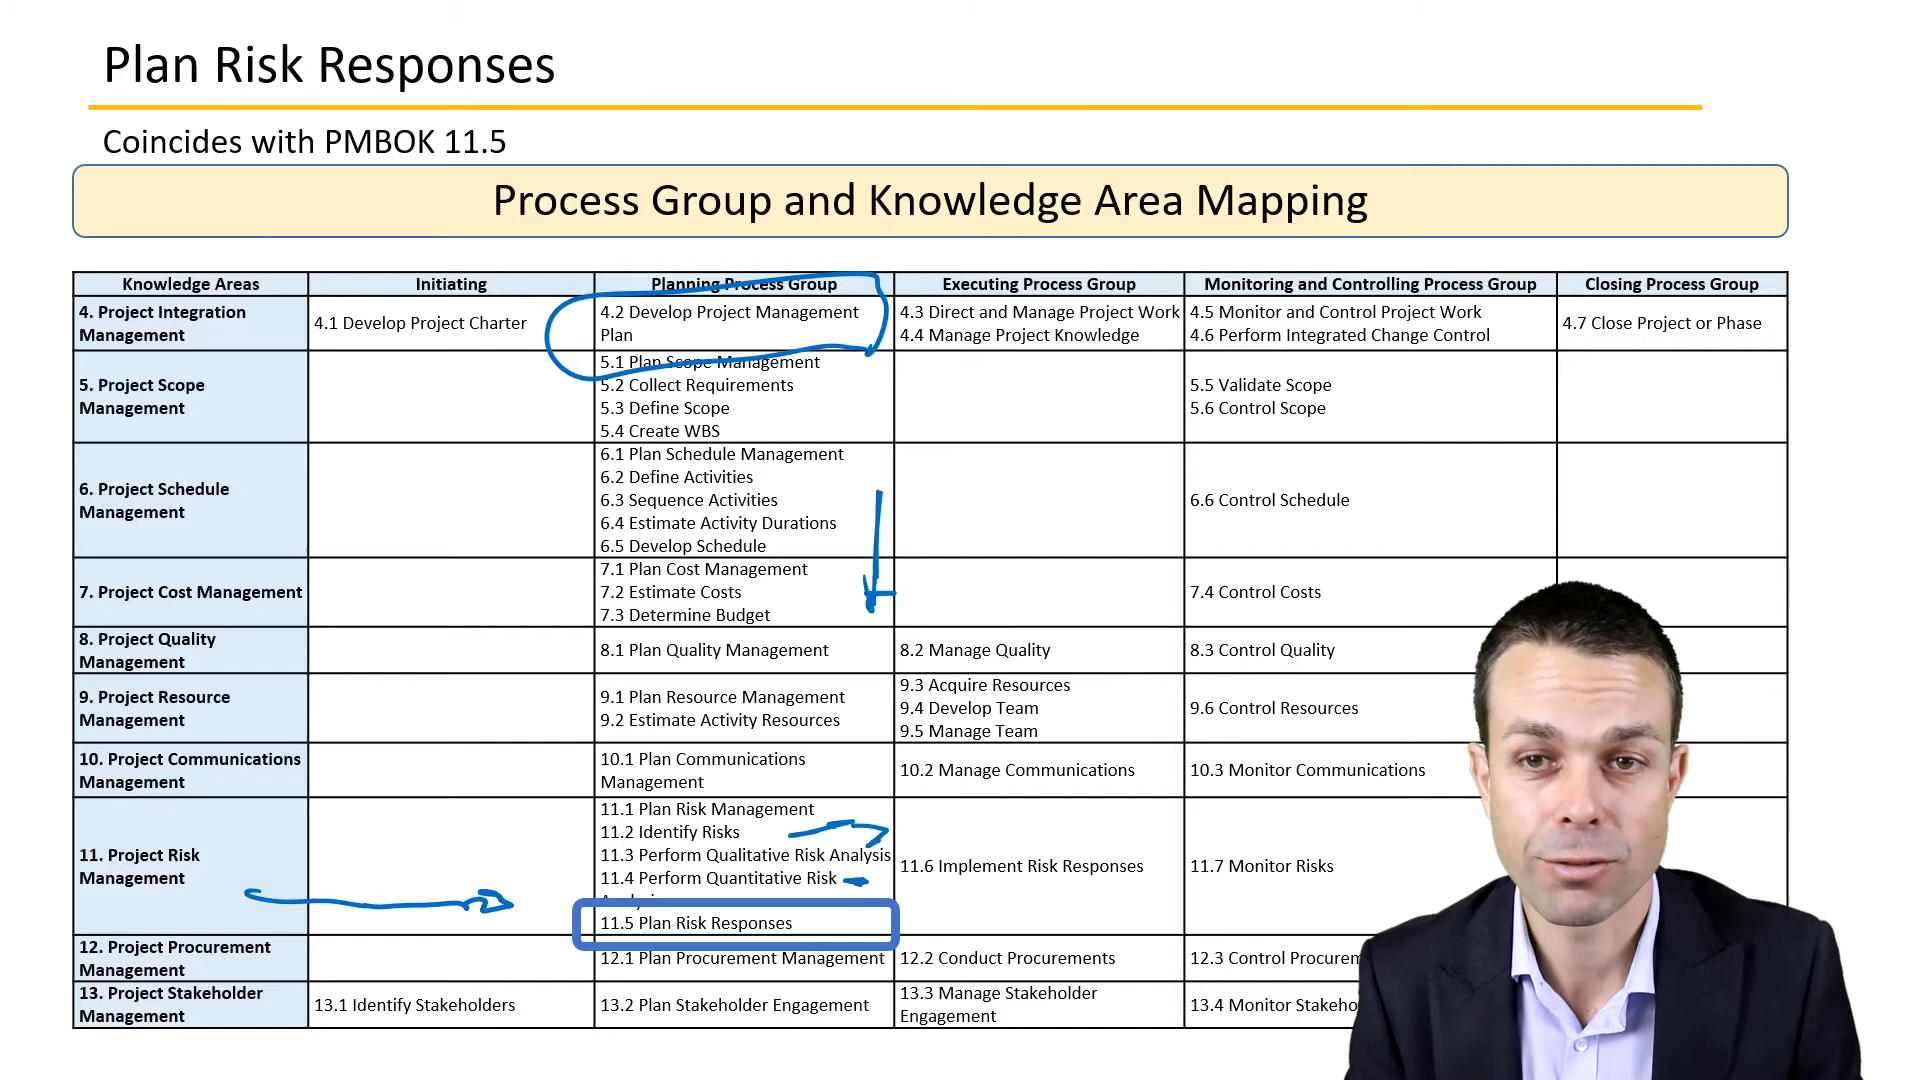 Plan Risk Responses
Coincides with PMBOK 11.5
Process Group and Knowledge Area Mapping
Knowledge Areas
Initiating
Planning Process Group
Executing Process Group
Monitoring and Controlling Process Group
Closing Process Group
4. Project Integration
Management
4.1 Develop Project Charter
4.2 Develop Project Management
Plan
4.3 Direct and Manage Project Work
4.4 Manage Project Knowledge
4.5 Monitor and Control Project Work
4.6 Perform Integrated Change Control
4.7 Close Project or Phase
5. Project Scope
Management
5.1 Plan Scope Management
5.2 Collect Requirements
5.3 Define Scope
5.4 Create WBS
5.5 Validate Scope
5.6 Control Scope
6. Project Schedule
Management
6.1 Plan Schedule Management
6.2 Define Activities
6.3 Sequence Activities
6.4 Estimate Activity Durations
6.5 Develop Schedule
6.6 Control Schedule
7. Project Cost Management
7.1 Plan Cost Management
7.2 Estimate Costs
7.3 Determine Budget
7.4 Control Costs
8. Project Quality
Management
8.1 Plan Quality Management
8.2 Manage Quality
8.3 Control Quality
9. Project Resource
Management
9.1 Plan Resource Management
9.2 Estimate Activity Resources
9.3 Acquire Resources
9.4 Develop Team
9.5 Manage Team
9.6 Control Resources
10. Project Communications
Management
10.1 Plan Communications
Management
10.2 Manage Communications
10.3 Monitor Communications
11. Project Risk
Management
11.1 Plan Risk Management
11.2 Identify Risks
11.3 Perform Qualitative Risk Analysis
11.4 Perform Quantitative Risk
11.5 Plan Risk Responses
11.6 Implement Risk Responses
11.7 Monitor Risks
12. Project Procurement
Management
12.1 Plan Procurement Management
12.2 Conduct Procurements
12.3 Control
13. Project Stakeholder
Management
13.1 Identify Stakeholders
13.2 Plan Stakeholder Engagement
13.3 Manage Stakeholder
Engagement
13.4 Monitor